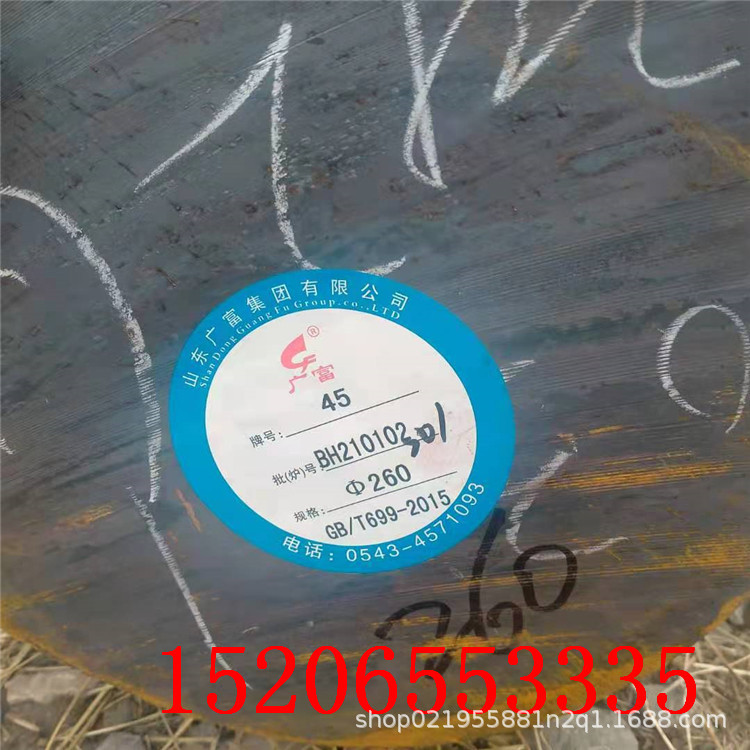 山东广富集团有限公司
ShanDong GuangFu Group.co.,LTD
®
广富
牌号: 45
批(炉)号 BH210102 301
规格: Φ260
GB/T699-2015
电话: 0543-4571093
260
15206553335
shop021955881n2q1.1688.com